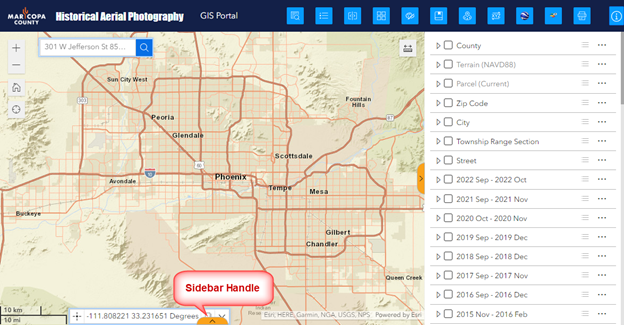 MARICOPA
COUNTY
Historical Aerial Photography
GIS Portal
301 W Jefferson St 85...
Sun City West
303
Peoria
Glendale
Fountain
Hills
87
60
Scottsdale
Phoenix
Avondale
Tempe
Mesa
Buckeye
Gilbert
Chandler
Queen Creek
Sidebar Handle
10 km
10 mi
-111.808221 33.231651 Degrees
Esri, HERE, Garmin, NGA, USGS, NPS
Powered by Esri
County
Terrain (NAVD88)
Parcel (Current)
Zip Code
City
Township Range Section
Street
2022 Sep - 2022 Oct
2021 Sep - 2021 Nov
2020 Oct - 2020 Nov
2019 Sep - 2019 Dec
2018 Sep - 2018 Dec
2017 Sep - 2017 Nov
2016 Sep - 2016 Dec
2015 Nov - 2016 Feb